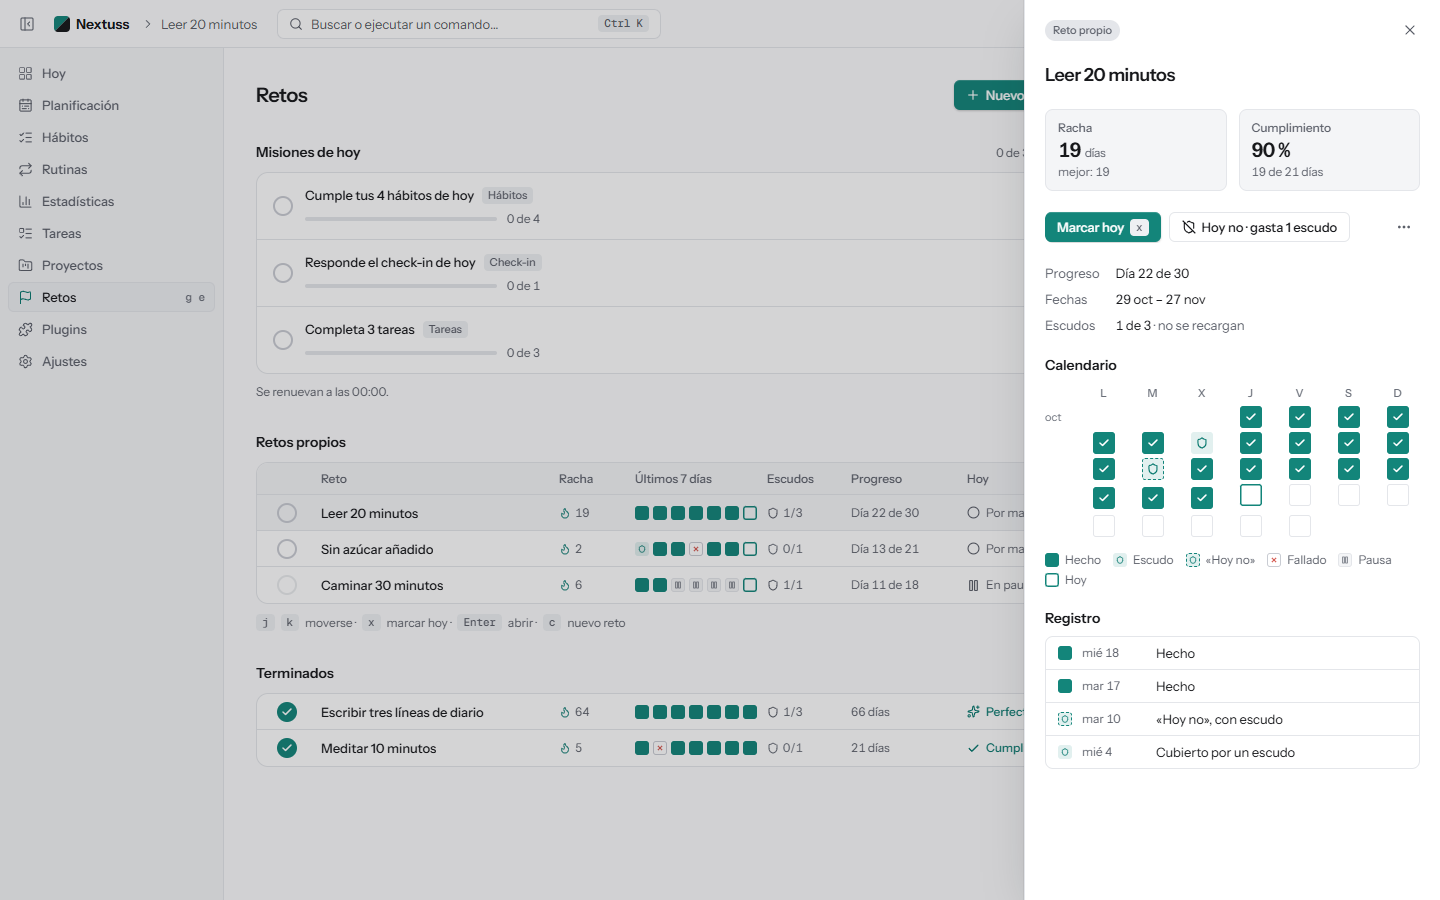 Nextuss
Leer 20 minutos
Buscar o ejecutar un comando...
Ctrl K
Hoy
Planificación
Hábitos
Rutinas
Estadísticas
Tareas
Proyectos
Retos g e
Plugins
Ajustes
Retos
Nuevo
Misiones de hoy
0 de
Cumple tus 4 hábitos de hoy Hábitos
0 de 4
Responde el check-in de hoy Check-in
0 de 1
Completa 3 tareas Tareas
0 de 3
Se renuevan a las 00:00.
Retos propios
Reto Racha Últimos 7 días Escudos Progreso Hoy
Leer 20 minutos 19 1/3 Día 22 de 30 Por ma
Sin azúcar añadido 2 0/1 Día 13 de 21 Por ma
Caminar 30 minutos 6 1/1 Día 11 de 18 En pau
j k moverse · x marcar hoy · Enter abrir · c nuevo reto
Terminados
Escribir tres líneas de diario 64 1/3 66 días Perfec
Meditar 10 minutos 5 0/1 21 días Cumpl
Reto propio
Leer 20 minutos
Racha
19 días
mejor: 19
Cumplimiento
90 %
19 de 21 días
Marcar hoy x
Hoy no · gasta 1 escudo
Progreso Día 22 de 30
Fechas 29 oct – 27 nov
Escudos 1 de 3 · no se recargan
Calendario
L M X J V S D
oct
Hecho Escudo «Hoy no» Fallado Pausa
Hoy
Registro
mié 18 Hecho
mar 17 Hecho
mar 10 «Hoy no», con escudo
mié 4 Cubierto por un escudo